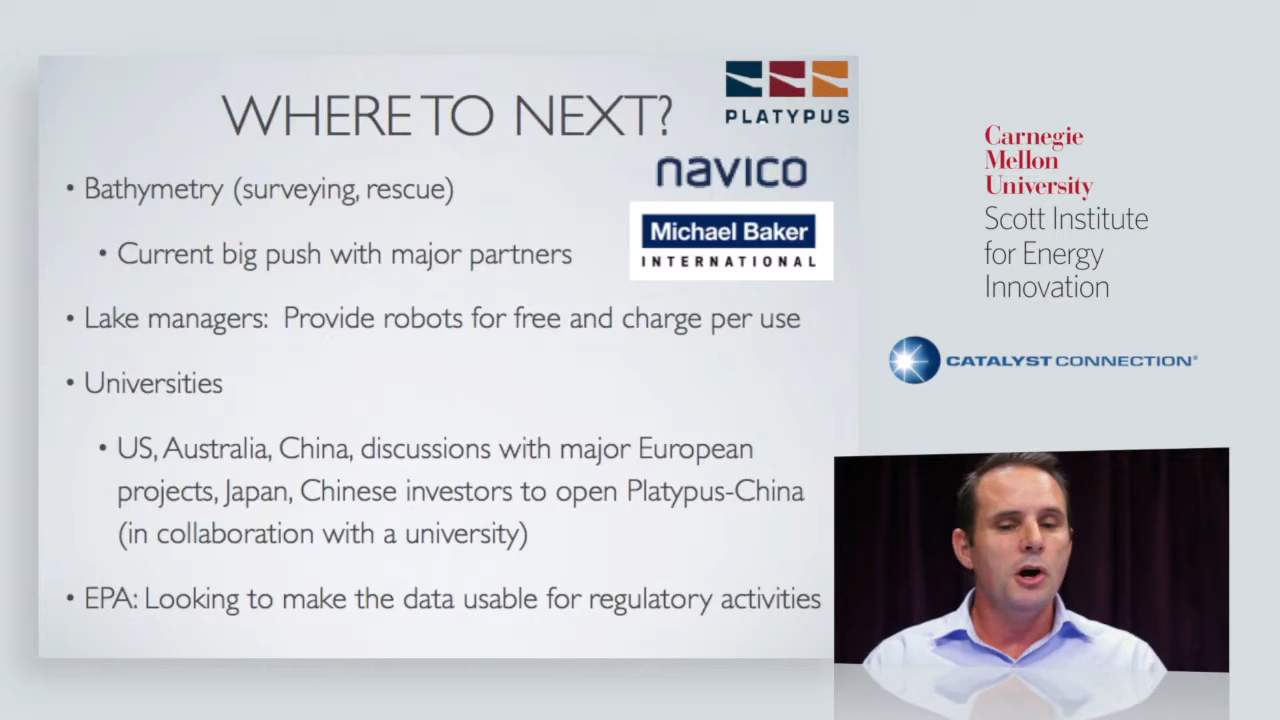 WHERE TO NEXT?
PLATYPUS
navico
Michael Baker
INTERNATIONAL
• Bathymetry (surveying, rescue)
• Current big push with major partners
• Lake managers: Provide robots for free and charge per use
• Universities
• US, Australia, China, discussions with major European
projects, Japan, Chinese investors to open Platypus-China
(in collaboration with a university)
• EPA: Looking to make the data usable for regulatory activities
Carnegie
Mellon
University
Scott Institute
for Energy
Innovation
CATALYST CONNECTION®